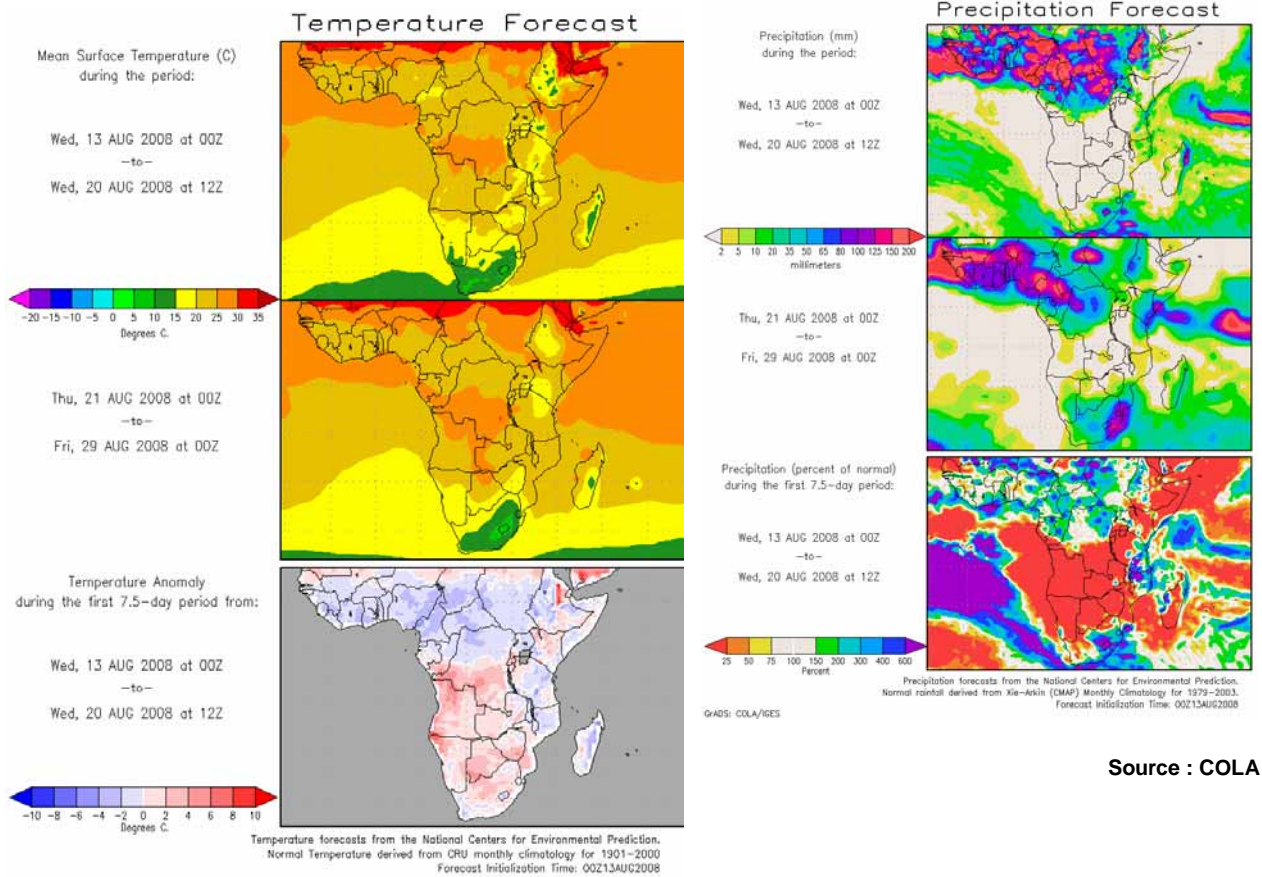 Temperature Forecast
Mean Surface Temperature (C)
during the period:
Wed, 13 AUG 2008 at 00Z
-to-
Wed, 20 AUG 2008 at 12Z
-20 -15 -10 -5 0 5 10 15 20 25 30 35
Degrees C.
Thu, 21 AUG 2008 at 00Z
-to-
Fri, 29 AUG 2008 at 00Z
Temperature Anomaly
during the first 7.5-day period from:
Wed, 13 AUG 2008 at 00Z
-to-
Wed, 20 AUG 2008 at 12Z
-10 -8 -6 -4 -2 0 2 4 6 8 10
Degrees C.
Temperature forecasts from the National Centers for Environmental Prediction.
Normal Temperature derived from CRU monthly climatology for 1901-2000
Forecast Initialization Time: 00Z13AUG2008
Precipitation Forecast
Precipitation (mm)
during the period:
Wed, 13 AUG 2008 at 00Z
-to-
Wed, 20 AUG 2008 at 12Z
2 5 10 20 35 50 65 80 100 125 150 200
millimeters
Thu, 21 AUG 2008 at 00Z
-to-
Fri, 29 AUG 2008 at 00Z
Precipitation (percent of normal)
during the first 7.5-day period:
Wed, 13 AUG 2008 at 00Z
-to-
Wed, 20 AUG 2008 at 12Z
25 50 75 100 150 200 300 400 600
Percent
Precipitation forecasts from the National Centers for Environmental Prediction.
Normal rainfall derived from Xie-Arkin (CMAP) Monthly Climatology for 1979-2003.
Forecast Initialization Time: 00Z13AUG2008
GrADS: COLA/IGES
Source : COLA